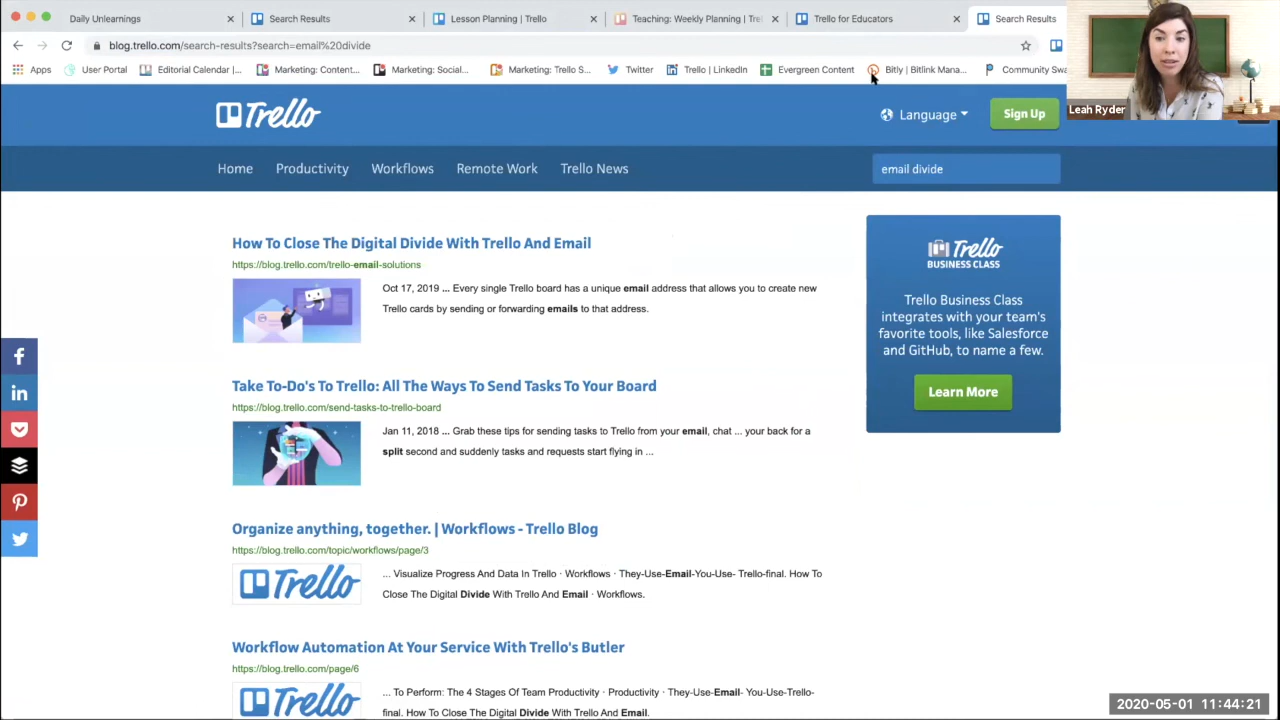 Daily Unlearnings
Search Results
Lesson Planning | Trello
Teaching: Weekly Planning | Trel
Trello for Educators
Search Results
blog.trello.com/search-results?search=email%20divide
Apps
User Portal
Editorial Calendar |...
Marketing: Content...
Marketing: Social...
Marketing: Trello S...
Twitter
Trello | LinkedIn
Evergreen Content
Bitly | Bitlink Mana...
Community Swa
Leah Ryder
Trello
Language
Sign Up
Home
Productivity
Workflows
Remote Work
Trello News
email divide
How To Close The Digital Divide With Trello And Email
https://blog.trello.com/trello-email-solutions
Oct 17, 2019 ... Every single Trello board has a unique email address that allows you to create new
Trello cards by sending or forwarding emails to that address.
Take To-Do's To Trello: All The Ways To Send Tasks To Your Board
https://blog.trello.com/send-tasks-to-trello-board
Jan 11, 2018 ... Grab these tips for sending tasks to Trello from your email, chat ... your back for a
split second and suddenly tasks and requests start flying in ...
Organize anything, together. | Workflows - Trello Blog
https://blog.trello.com/topic/workflows/page/3
Trello
... Visualize Progress And Data In Trello · Workflows · They-Use-Email-You-Use- Trello-final. How To
Close The Digital Divide With Trello And Email · Workflows.
Workflow Automation At Your Service With Trello's Butler
https://blog.trello.com/page/6
Trello
... To Perform: The 4 Stages Of Team Productivity · Productivity · They-Use-Email- You-Use-Trello-
final. How To Close The Digital Divide With Trello And Email.
Trello
BUSINESS CLASS
Trello Business Class
integrates with your team's
favorite tools, like Salesforce
and GitHub, to name a few.
Learn More
2020-05-01 11:44:21